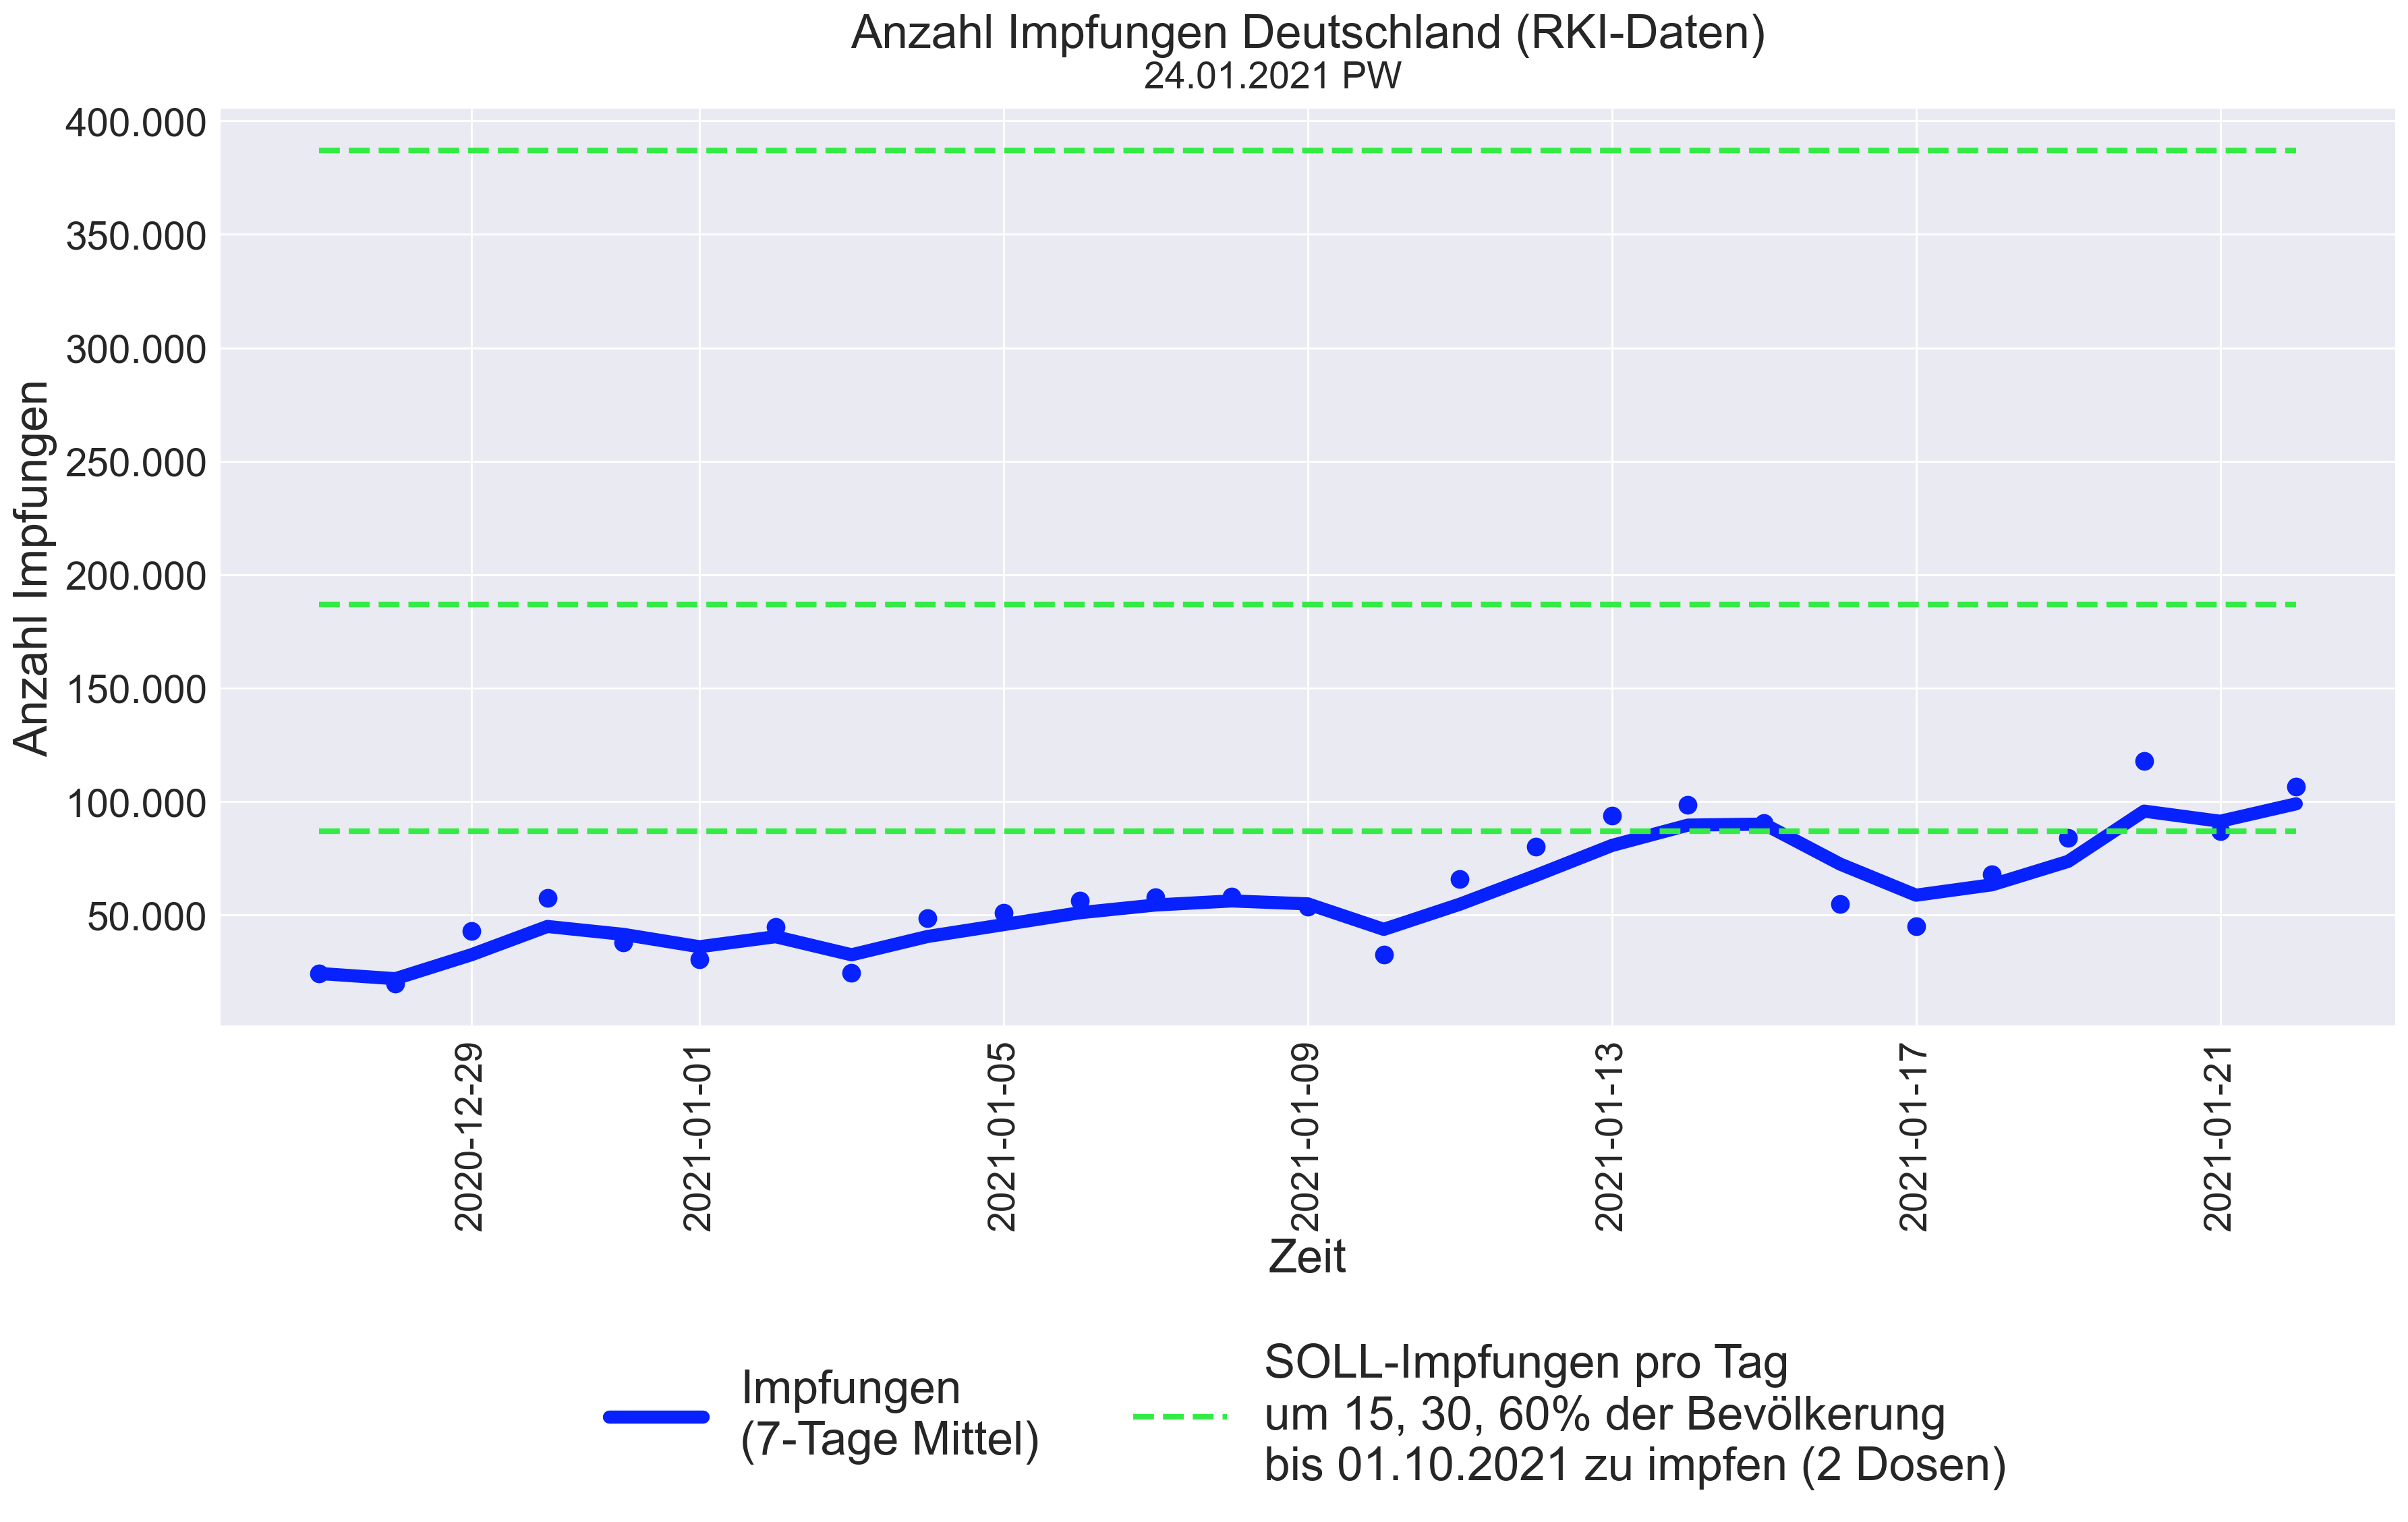 Anzahl Impfungen Deutschland (RKI-Daten)
24.01.2021 PW
Anzahl Impfungen
400.000
350.000
300.000
250.000
200.000
150.000
100.000
50.000
2020-12-29
2021-01-01
2021-01-05
2021-01-09
2021-01-13
2021-01-17
2021-01-21
Zeit
Impfungen
(7-Tage Mittel)
SOLL-Impfungen pro Tag
um 15, 30, 60% der Bevölkerung
bis 01.10.2021 zu impfen (2 Dosen)